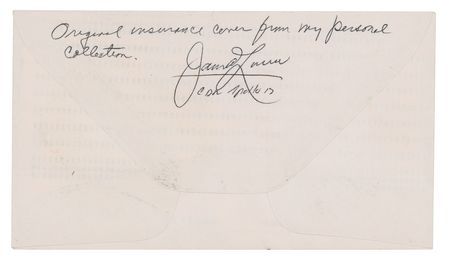 Original insurance cover from my personal
collection.
James Lovell
CDR Apollo 13